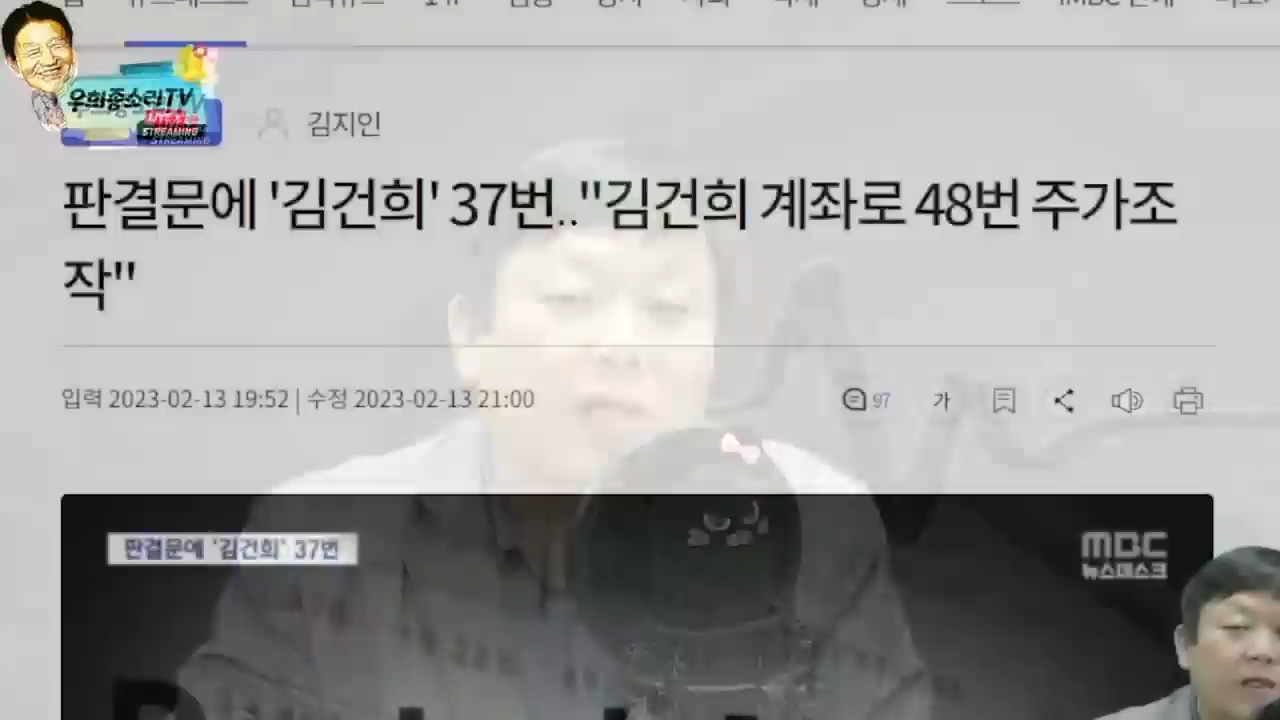 우희종소리TV
LIVE
STREAMING
김지인
판결문에 '김건희' 37번.."김건희 계좌로 48번 주가조
작"
입력 2023-02-13 19:52 | 수정 2023-02-13 21:00
97
가
판결문에 '김건희' 37번
MBC
뉴스데스크